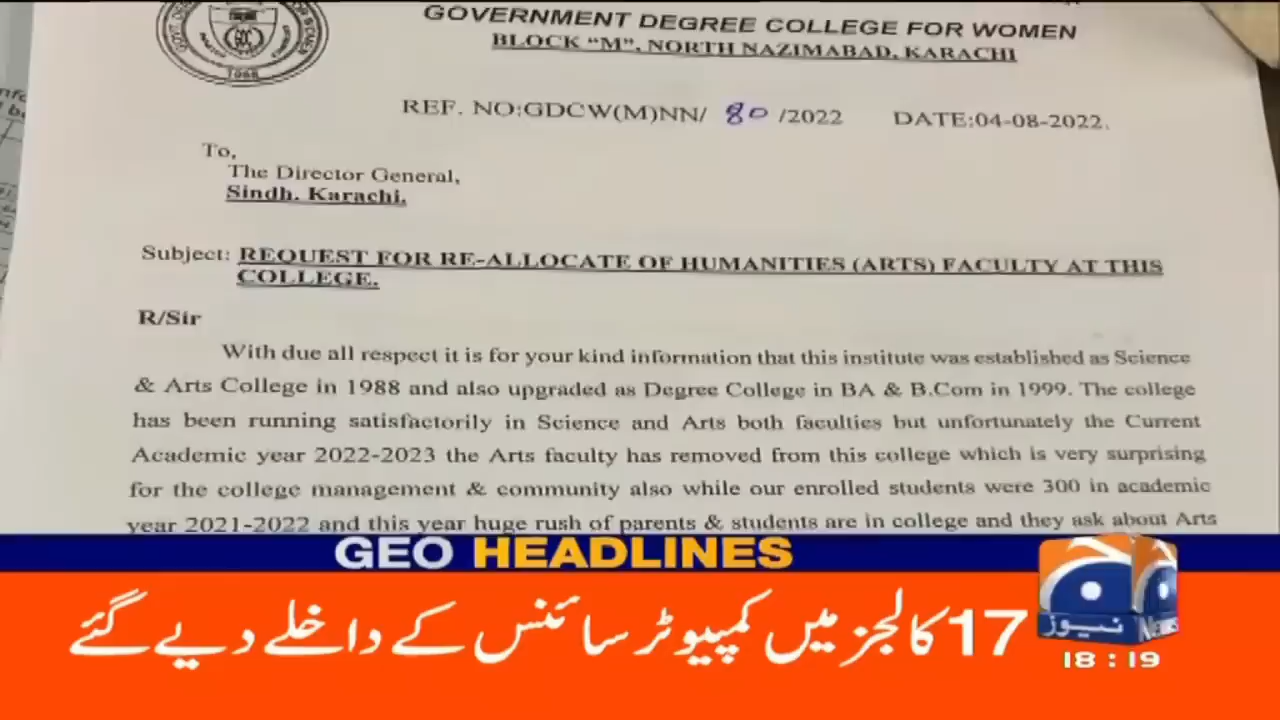 GOVERNMENT DEGREE COLLEGE FOR WOMEN
BLOCK "M", NORTH NAZIMABAD, KARACHI
1988
REF. NO:GDCW(M)NN/ 80 /2022 DATE:04-08-2022.
To,
The Director General,
Sindh, Karachi.
Subject: REQUEST FOR RE-ALLOCATE OF HUMANITIES (ARTS) FACULTY AT THIS
COLLEGE.
R/Sir
With due all respect it is for your kind information that this institute was established as Science
& Arts College in 1988 and also upgraded as Degree College in BA & B.Com in 1999. The college
has been running satisfactorily in Science and Arts both faculties but unfortunately the Current
Academic year 2022-2023 the Arts faculty has removed from this college which is very surprising
for the college management & community also while our enrolled students were 300 in academic
year 2021-2022 and this year huge rush of parents & students are in college and they ask about Arts
GEO HEADLINES
17 کالجز میں کمپیوٹر سائنس کے داخلے دیے گئے
جیو نیوز News
18:19